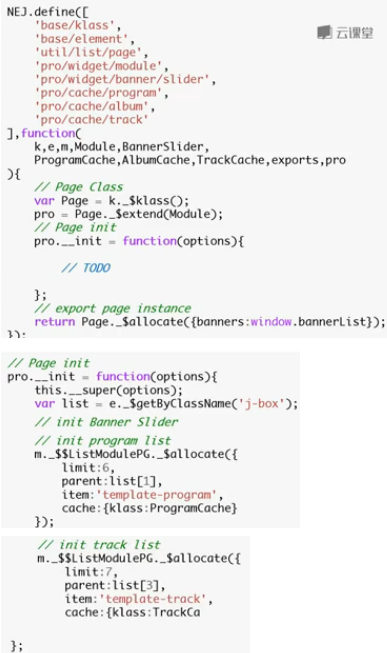 NEJ.define([
    'base/klass',
云课堂
    'base/element',
    'util/list/page',
    'pro/widget/module',
    'pro/widget/banner/slider',
    'pro/cache/program',
    'pro/cache/album',
    'pro/cache/track'
],function(
    k,e,m,Module,BannerSlider,
    ProgramCache,AlbumCache,TrackCache,exports,pro
){
    // Page Class
    var Page = k._$klass();
    pro = Page._$extend(Module);
    // Page init
    pro.__init = function(options){
        // TODO
    };
    // export page instance
    return Page._$allocate({banners:window.bannerList});
});
// Page init
pro.__init = function(options){
    this.__super(options);
    var list = e._$getByClassName('j-box');
    // init Banner Slider
    // init program list
    m._$$ListModulePG._$allocate({
        limit:6,
        parent:list[1],
        item:'template-program',
        cache:{klass:ProgramCache}
    });
    // init track list
    m._$$ListModulePG._$allocate({
        limit:7,
        parent:list[3],
        item:'template-track',
        cache:{klass:TrackCa
};